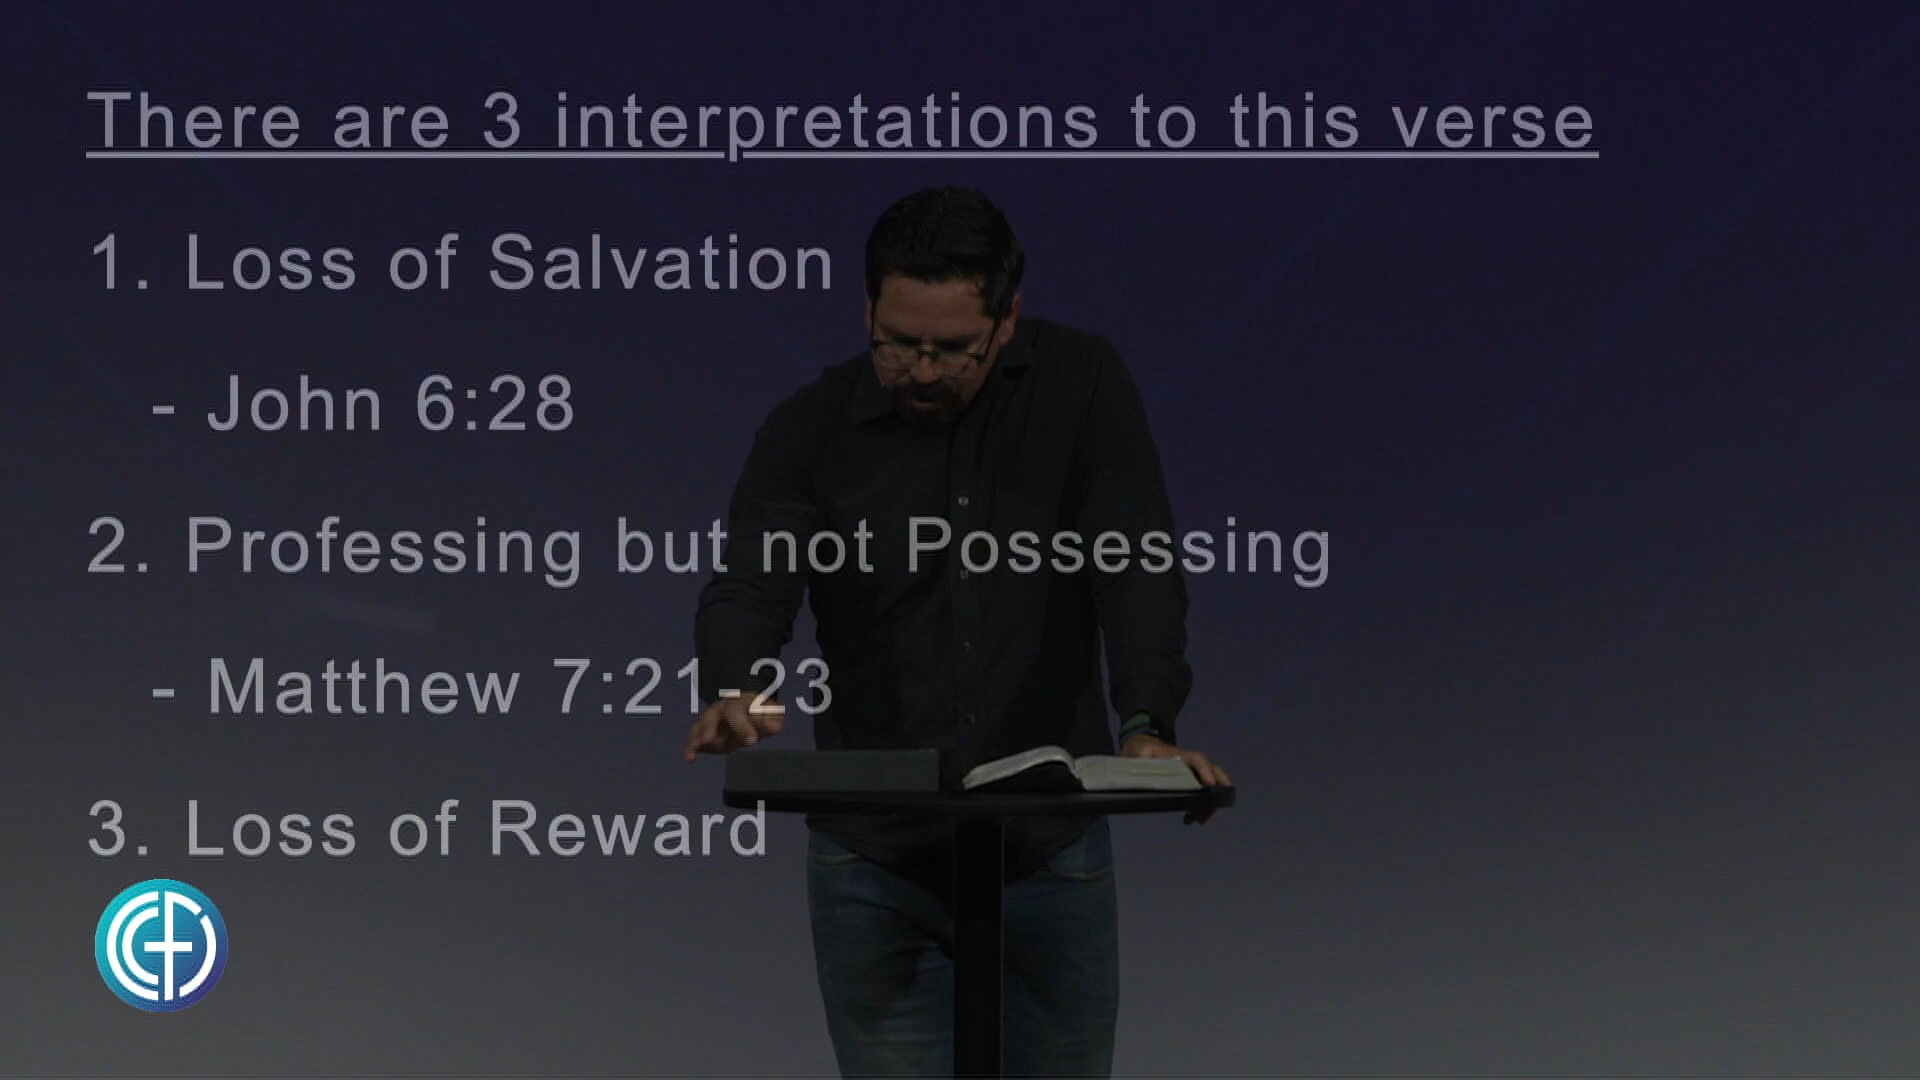 There are 3 interpretations to this verse
1. Loss of Salvation
- John 6:28
2. Professing but not Possessing
- Matthew 7:21-23
3. Loss of Reward